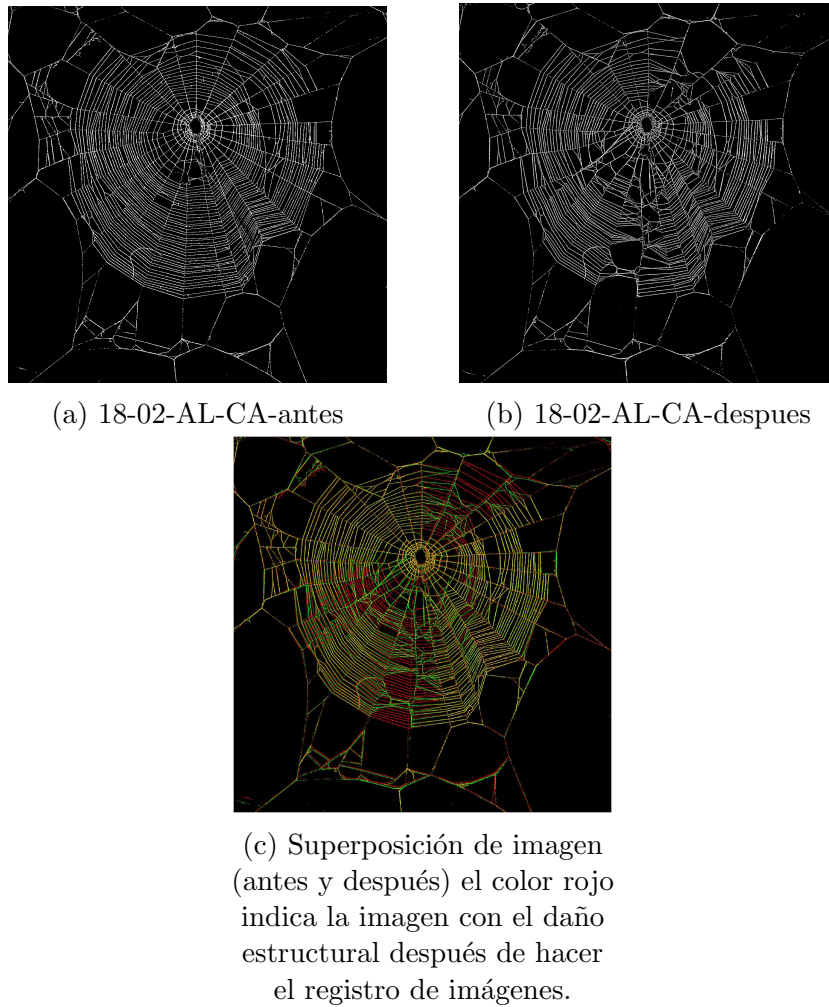 (a) 18-02-AL-CA-antes
(b) 18-02-AL-CA-despues
(c) Superposición de imagen
(antes y después) el color rojo
indica la imagen con el daño
estructural después de hacer
el registro de imágenes.